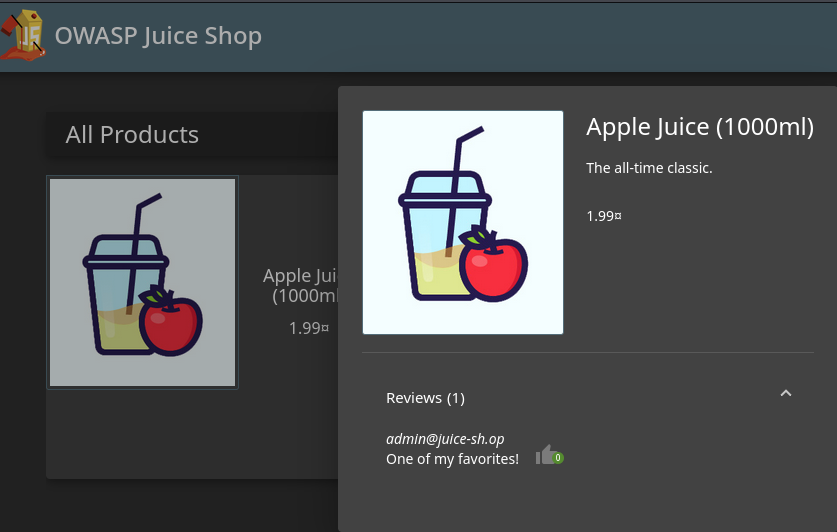 OWASP Juice Shop
All Products
Apple Jui
(1000ml
1.99¤
Apple Juice (1000ml)
The all-time classic.
1.99¤
Reviews (1)
admin@juice-sh.op
One of my favorites!
0